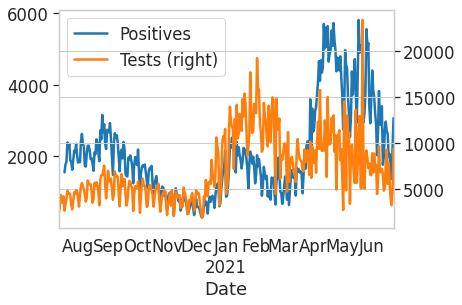 Positives
Tests (right)
6000
4000
2000
20000
15000
10000
5000
Aug Sep Oct Nov Dec Jan Feb Mar Apr May Jun
2021
Date